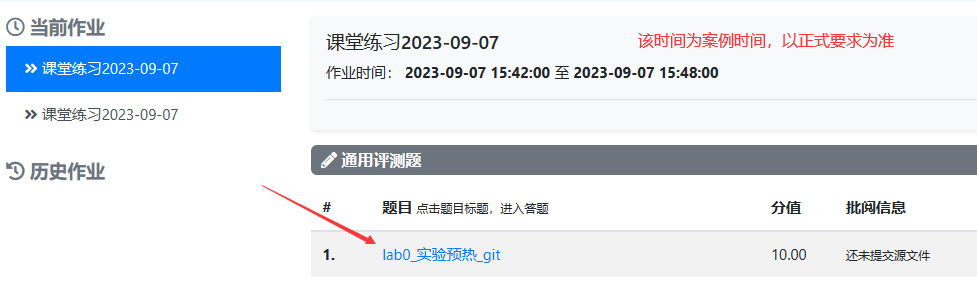 当前作业
课堂练习2023-09-07
课堂练习2023-09-07
历史作业
课堂练习2023-09-07
该时间为案例时间，以正式要求为准
作业时间： 2023-09-07 15:42:00 至 2023-09-07 15:48:00
通用评测题
# 题目 点击题目标题，进入答题 分值 批阅信息
1. lab0_实验预热_git 10.00 还未提交源文件